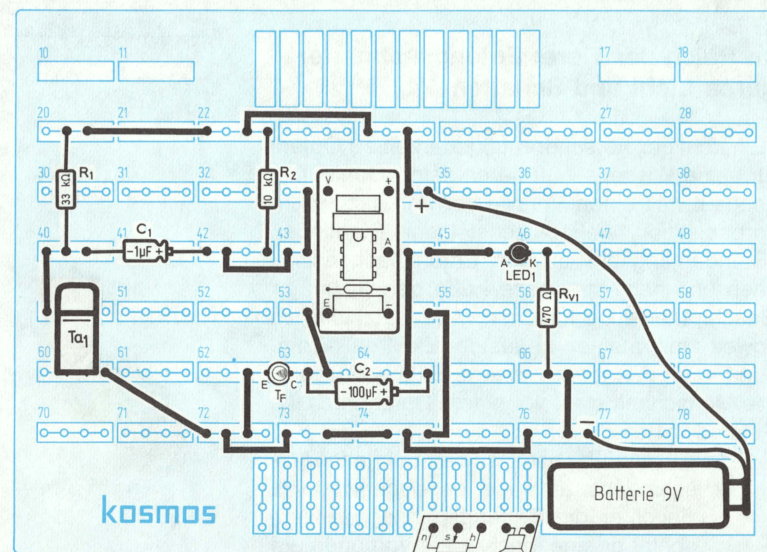 10 11 17 18
20 21 22 27 28
30 31 32 35 37 38
33 kΩ R1 10 kΩ R2 V +
+
40 41 42 43 45 46 47 48
C1
-1µF+ A A K
LED1
51 52 53 55 56 57 58
Ta1 E - 470 Ω RV1
60 61 62 63 64 66 67 68
E C C2
TF -100µF+
70 71 72 73 74 76 77 78
-
kosmos
Batterie 9V
n s h